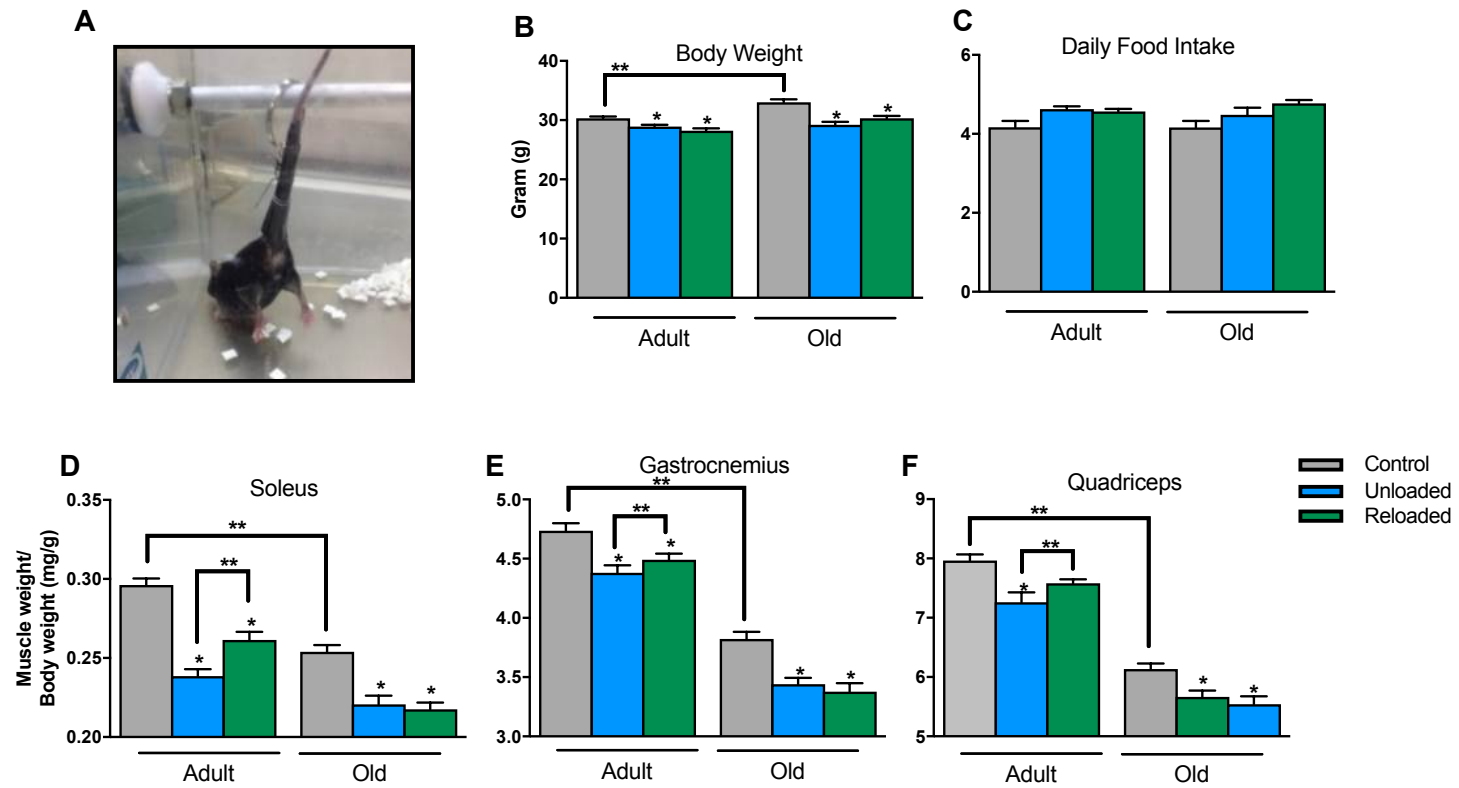 A
B
Body Weight
Gram (g)
40
30
20
10
0
**
*
*
*
*
Adult
Old
C
Daily Food Intake
6
4
2
0
Adult
Old
D
Soleus
Muscle weight/
Body weight (mg/g)
0.35
0.30
0.25
0.20
**
**
*
*
*
*
Adult
Old
E
Gastrocnemius
5.0
4.5
4.0
3.5
3.0
**
**
*
*
*
*
Adult
Old
F
Quadriceps
9
8
7
6
5
**
**
*
*
*
Adult
Old
Control
Unloaded
Reloaded